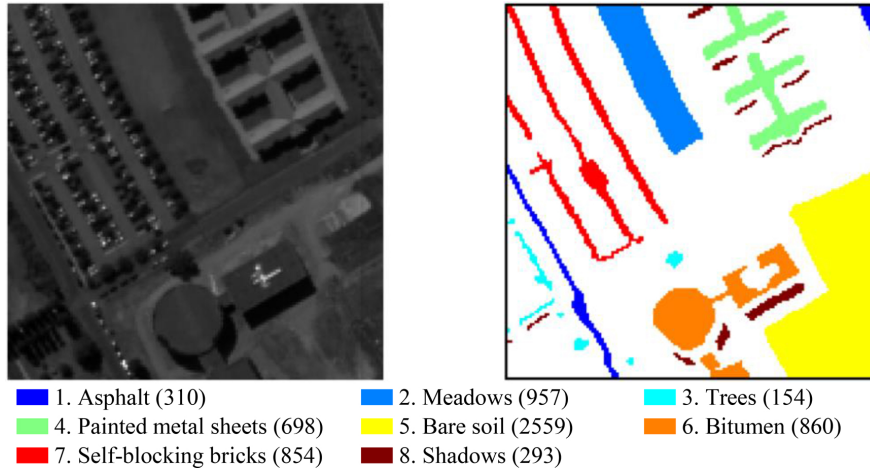 1. Asphalt (310) 2. Meadows (957) 3. Trees (154)
4. Painted metal sheets (698) 5. Bare soil (2559) 6. Bitumen (860)
7. Self-blocking bricks (854) 8. Shadows (293)